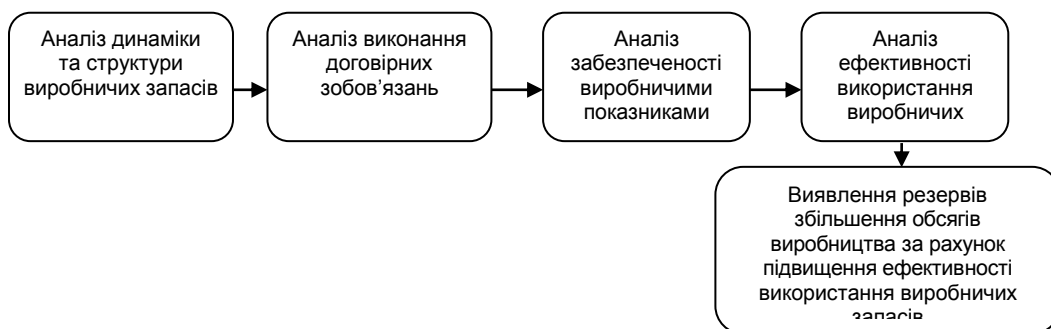 Аналіз динаміки
та структури
виробничих запасів
Аналіз виконання
договірних
зобов’язань
Аналіз
забезпеченості
виробничими
показниками
Аналіз
ефективності
використання
виробничих
Виявлення резервів
збільшення обсягів
виробництва за рахунок
підвищення ефективності
використання виробничих
запасів